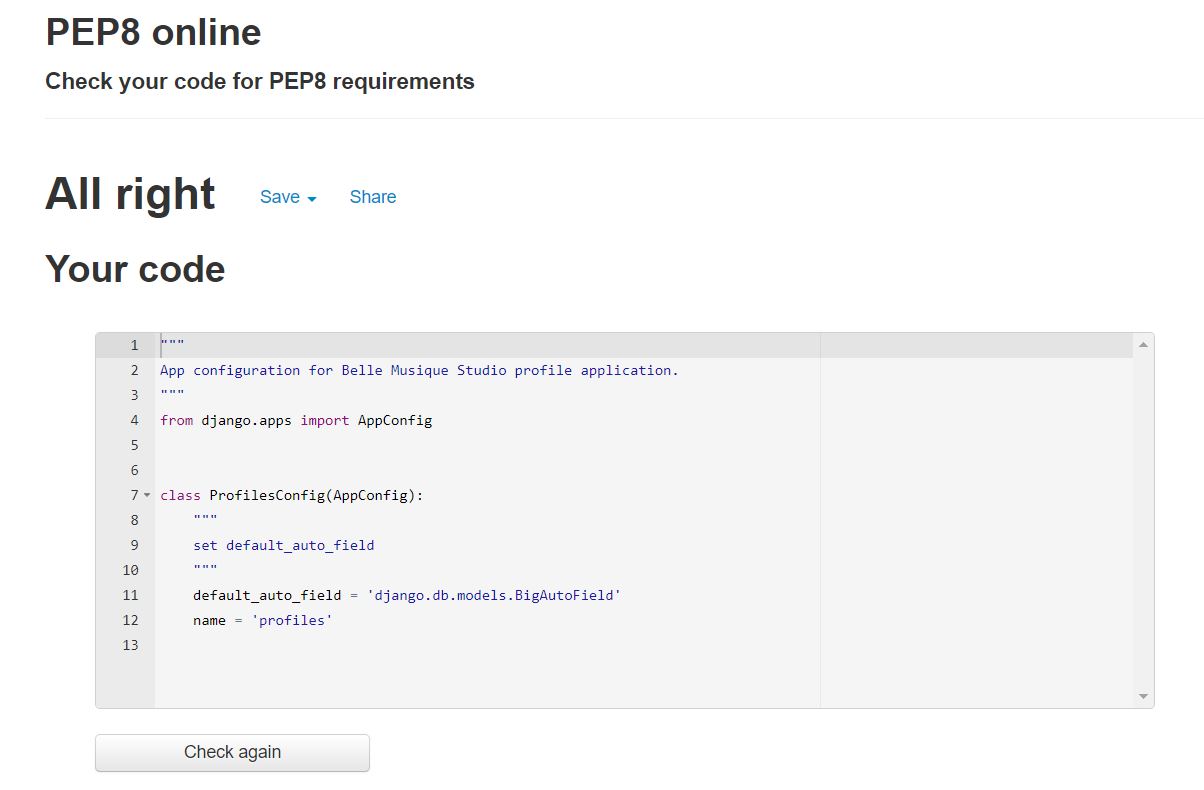 PEP8 online
Check your code for PEP8 requirements
All right Save Share
Your code
1 """
2 App configuration for Belle Musique Studio profile application.
3 """
4 from django.apps import AppConfig
5
6
7 class ProfilesConfig(AppConfig):
8     """
9     set default_auto_field
10     """
11     default_auto_field = 'django.db.models.BigAutoField'
12     name = 'profiles'
13
Check again